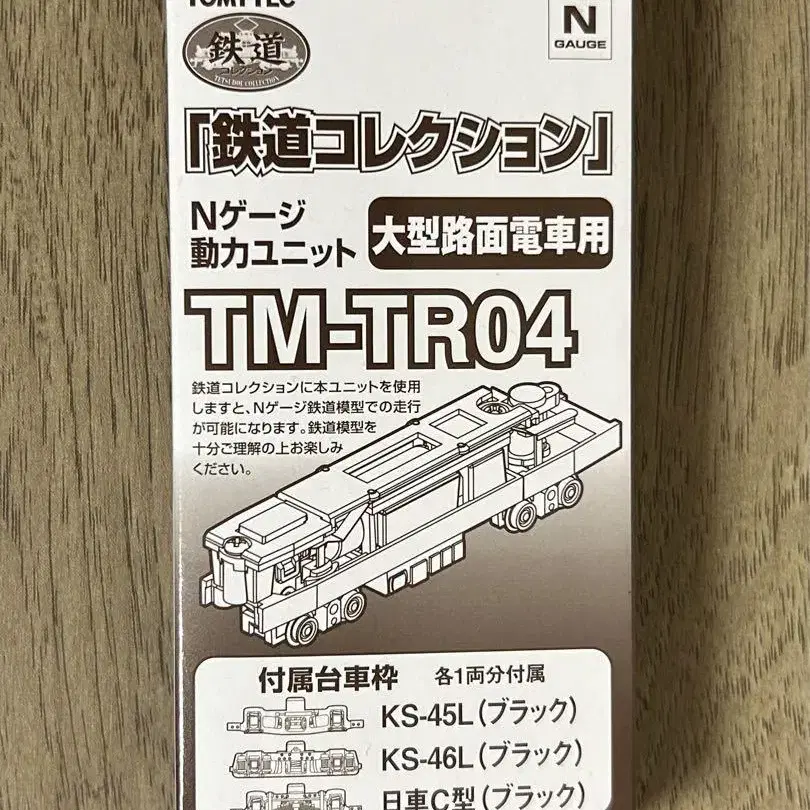 TOMYTEC
N
GAUGE
鉄道
コレクション
TETSUDOU COLLECTION
「鉄道コレクション」
Nゲージ
動力ユニット
大型路面電車用
TM-TR04
鉄道コレクションに本ユニットを使用
しますと、Nゲージ鉄道模型での走行
が可能になります。鉄道模型を
十分ご理解の上お楽しみ
ください。
付属台車枠 各1両分付属
KS-45L(ブラック)
KS-46L(ブラック)
日車C型(ブラック)